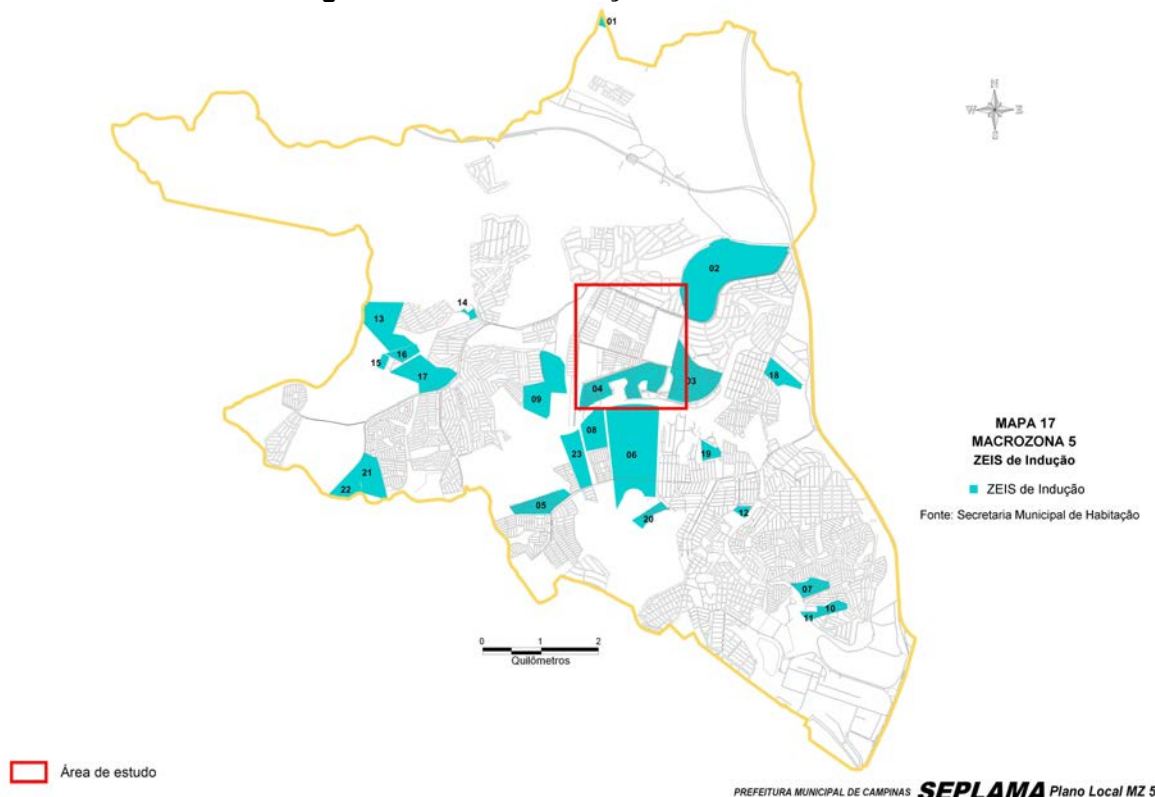 01
N
W E
S
02
14
13
16
15
17
18
03
04
09
08
06
19
23
21
22
05
20
12
07
10
11
MAPA 17
MACROZONA 5
ZEIS de Indução
ZEIS de Indução
Fonte: Secretaria Municipal de Habitação
0 1 2
Quilômetros
Área de estudo
PREFEITURA MUNICIPAL DE CAMPINAS SEPLAMA Plano Local MZ 5